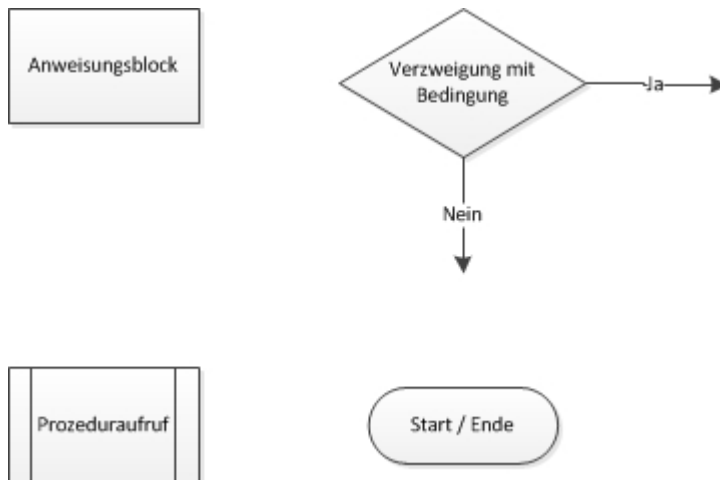 Anweisungsblock
Verzweigung mit
Bedingung
Ja
Nein
Prozeduraufruf
Start / Ende